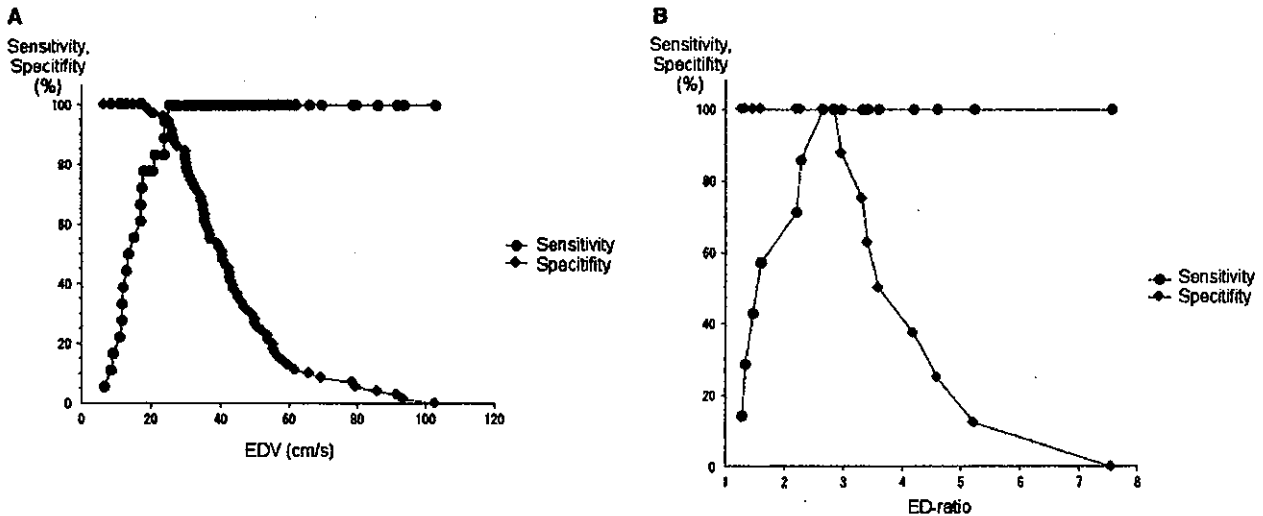 A
Sensitivity,
Specitifity
(%)
100
80
60
40
20
0
0 20 40 60 80 100 120
EDV (cm/s)
Sensitivity
Specitifity
B
Sensitivity,
Specitifity
(%)
100
80
60
40
20
0
1 2 3 4 5 6 7 8
ED-ratio
Sensitivity
Specitifity